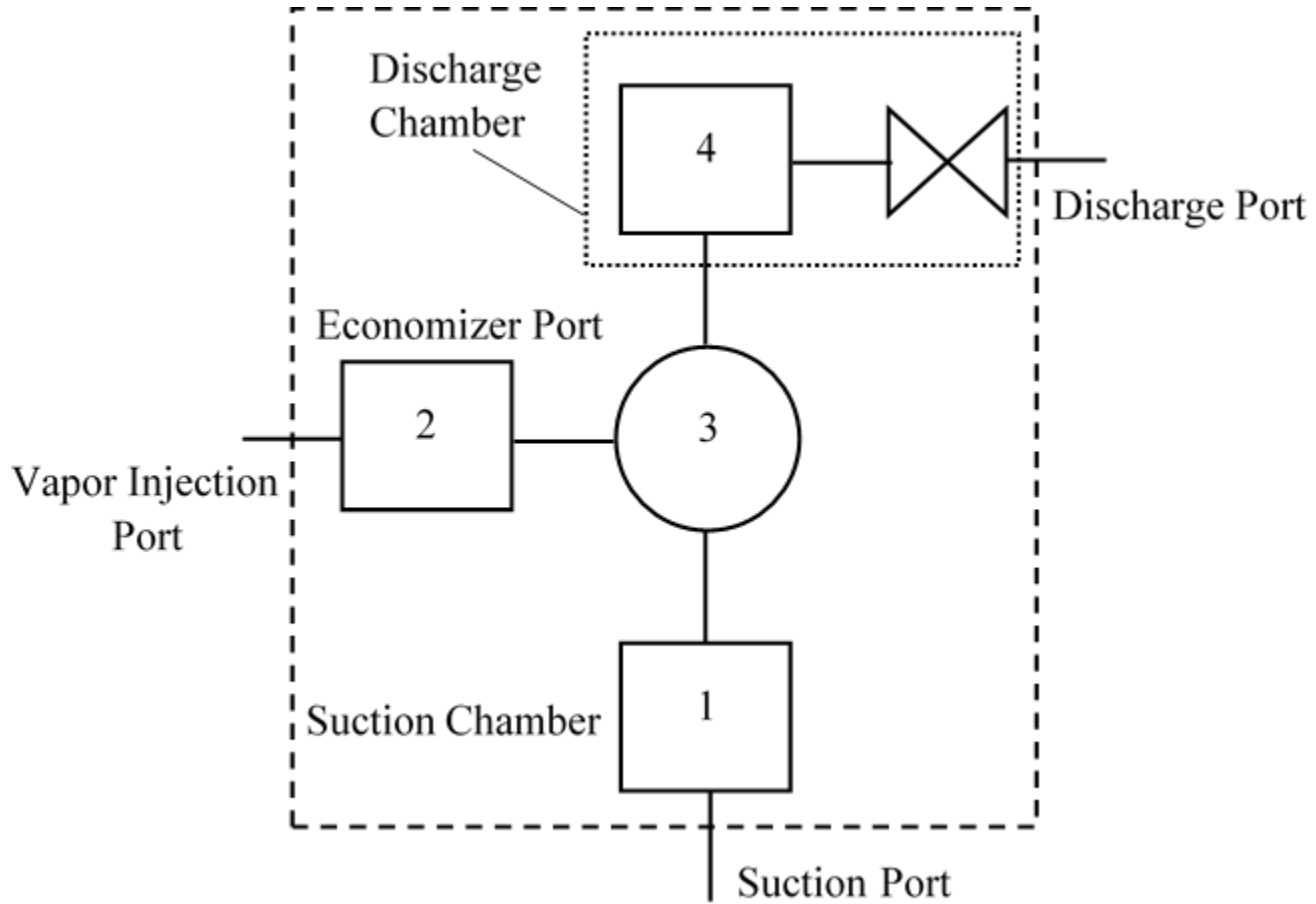 Discharge
Chamber
4
Discharge Port
Economizer Port
2
3
Vapor Injection
Port
Suction Chamber
1
Suction Port